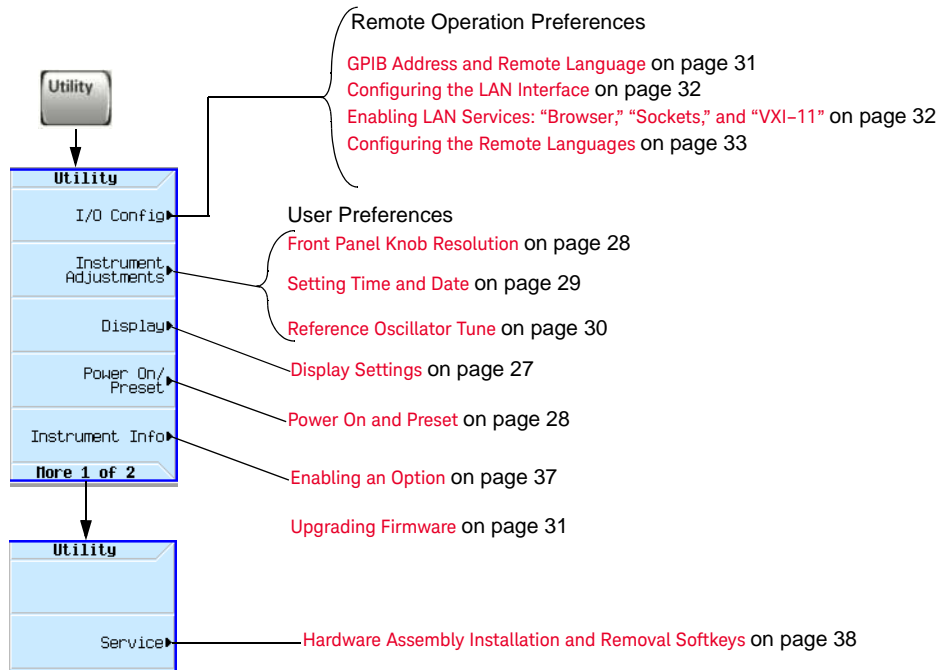 Remote Operation Preferences
GPIB Address and Remote Language on page 31
Configuring the LAN Interface on page 32
Enabling LAN Services: “Browser,” “Sockets,” and “VXI–11” on page 32
Configuring the Remote Languages on page 33
Utility
Utility
I/O Config
Instrument
Adjustments
Display
Power On/
Preset
Instrument Info
More 1 of 2
User Preferences
Front Panel Knob Resolution on page 28
Setting Time and Date on page 29
Reference Oscillator Tune on page 30
Display Settings on page 27
Power On and Preset on page 28
Enabling an Option on page 37
Upgrading Firmware on page 31
Utility
Service
Hardware Assembly Installation and Removal Softkeys on page 38